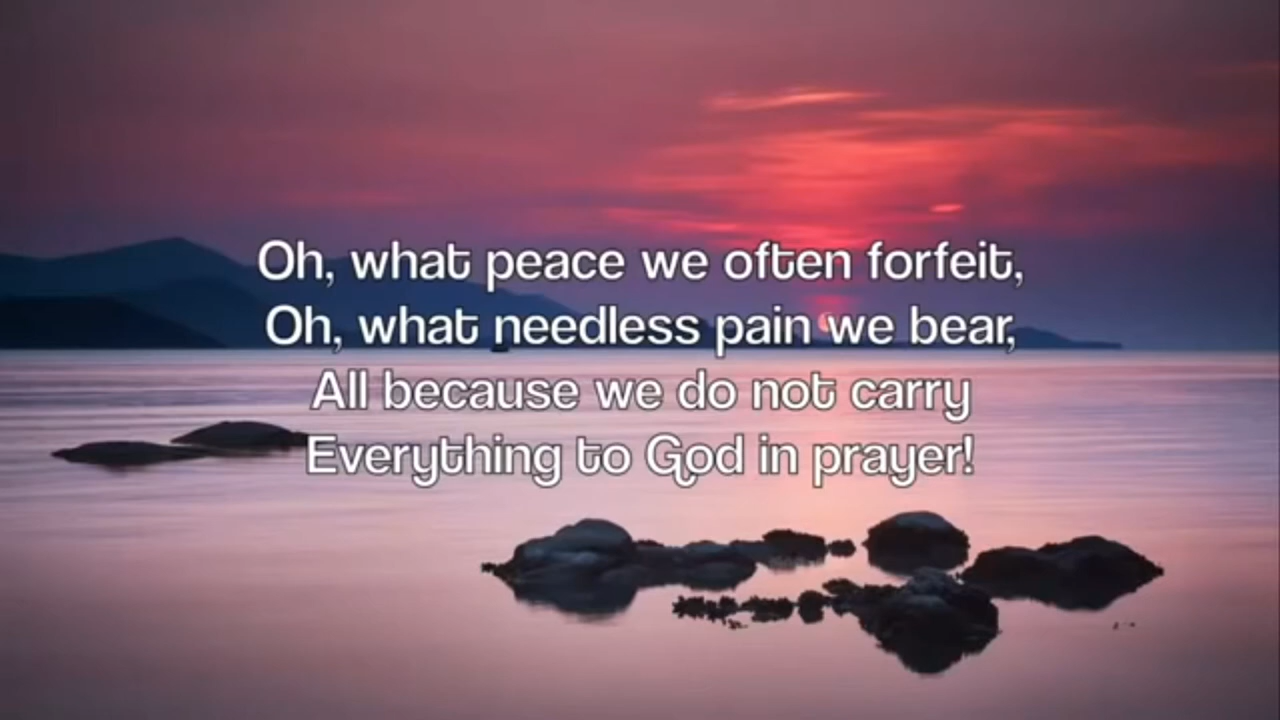 Oh, what peace we often forfeit,
Oh, what needless pain we bear,
All because we do not carry
Everything to God in prayer!